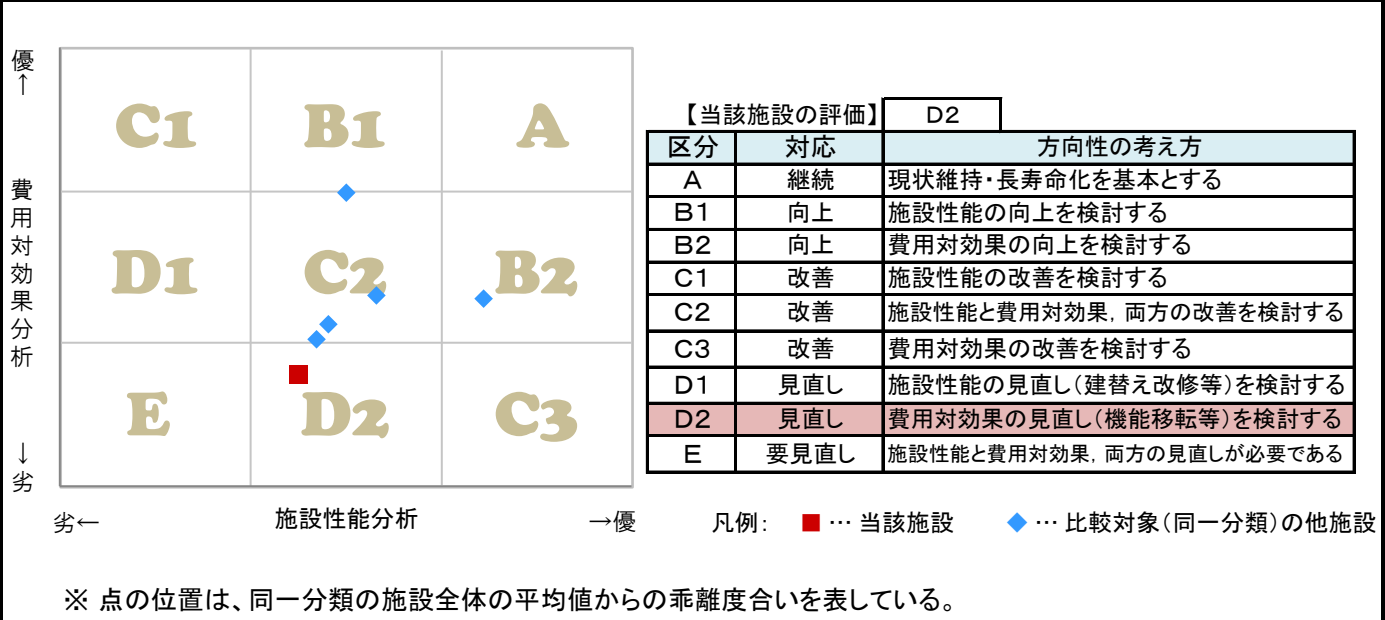 優
↑
費用対効果分析
↓
劣
C1 B1 A
D1 C2 B2
E D2 C3
劣← 施設性能分析 →優
【当該施設の評価】 D2
区分 対応 方向性の考え方
A 継続 現状維持・長寿命化を基本とする
B1 向上 施設性能の向上を検討する
B2 向上 費用対効果の向上を検討する
C1 改善 施設性能の改善を検討する
C2 改善 施設性能と費用対効果，両方の改善を検討する
C3 改善 費用対効果の改善を検討する
D1 見直し 施設性能の見直し(建替え改修等)を検討する
D2 見直し 費用対効果の見直し(機能移転等)を検討する
E 要見直し 施設性能と費用対効果，両方の見直しが必要である
凡例： ■ … 当該施設 ◆ … 比較対象(同一分類)の他施設
※ 点の位置は、同一分類の施設全体の平均値からの乖離度合いを表している。